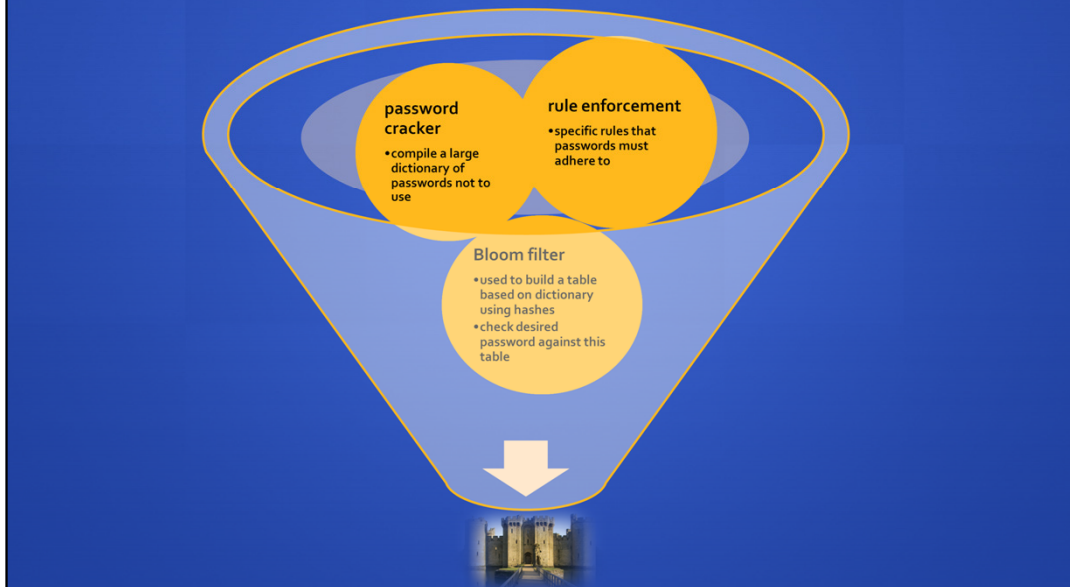 password
cracker
•compile a large
dictionary of
passwords not to
use
rule enforcement
•specific rules that
passwords must
adhere to
Bloom filter
•used to build a table
based on dictionary
using hashes
•check desired
password against this
table